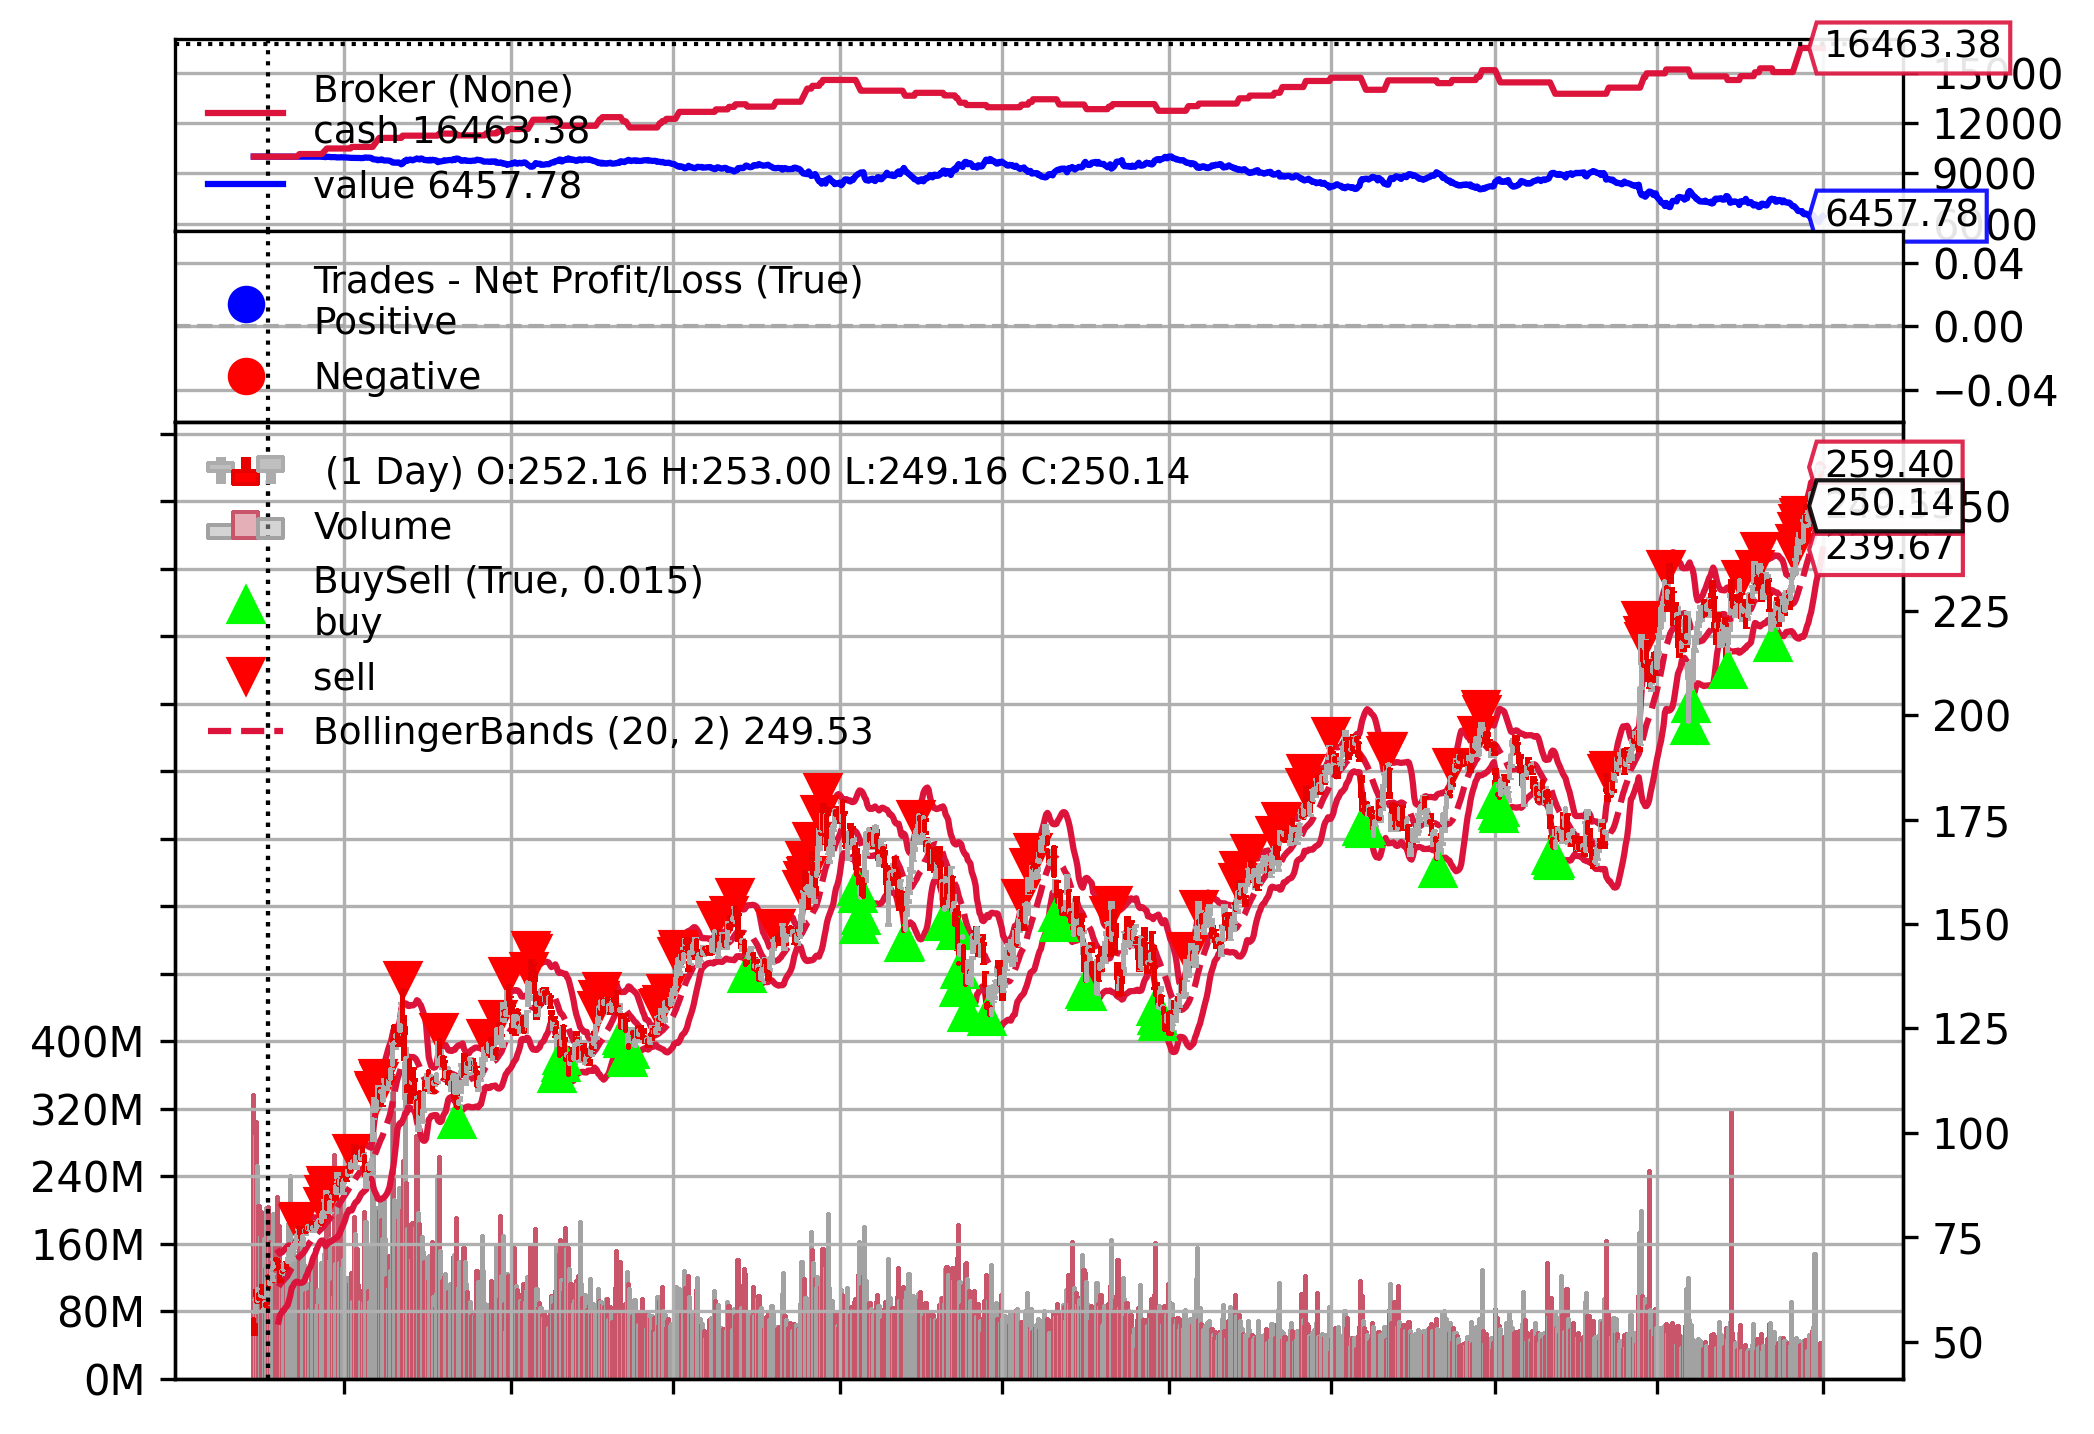 16463.38
15000
Broker (None)
cash 16463.38
12000
value 6457.78
9000
6457.78
6000
Trades - Net Profit/Loss (True)
0.04
Positive
0.00
Negative
−0.04
(1 Day) O:252.16 H:253.00 L:249.16 C:250.14
259.40
250.14
239.67
Volume
BuySell (True, 0.015)
buy
225
sell
BollingerBands (20, 2) 249.53
200
175
150
125
400M
100
320M
240M
75
160M
80M
50
0M